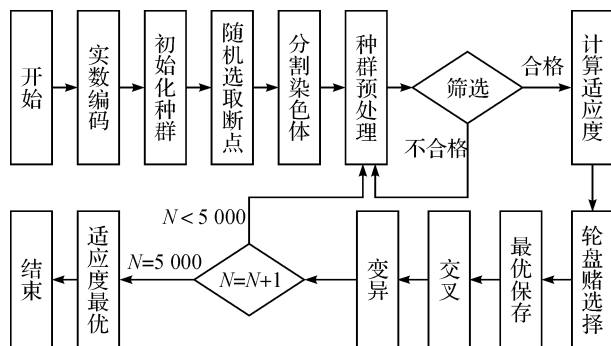 开始
实数编码
初始化种群
随机选取断点
分割染色体
种群预处理
筛选
合格
不合格
计算适应度
轮盘赌选择
最优保存
交叉
变异
N=N+1
N<5 000
N=5 000
适应度最优
结束